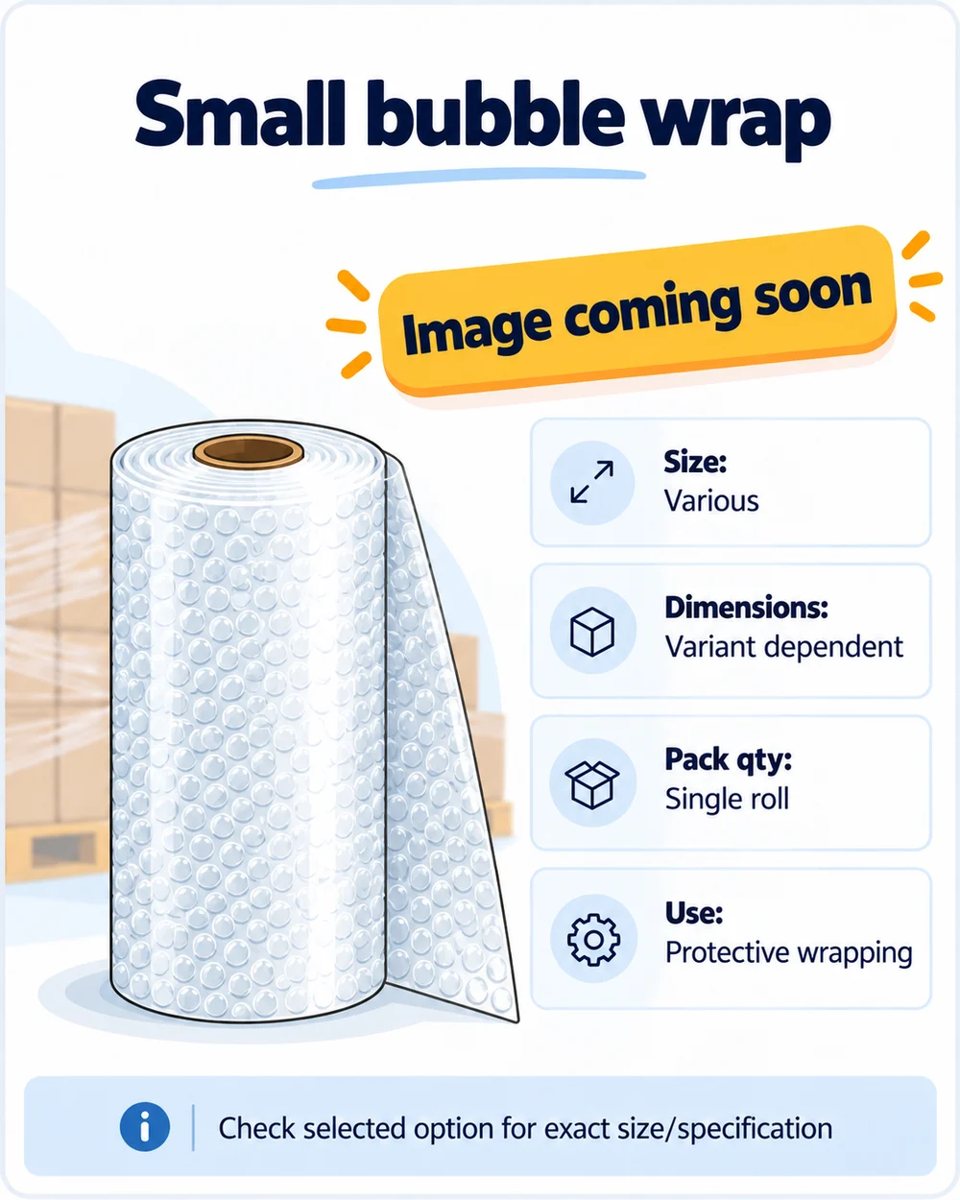 Small bubble wrap
Image coming soon
Size:
Various
Dimensions:
Variant dependent
Pack qty:
Single roll
Use:
Protective wrapping
Check selected option for exact size/specification